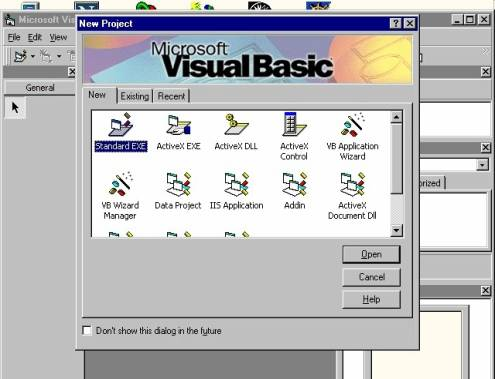 Microsoft Vis
New Project
File Edit View
Microsoft
Visual Basic
General
New Existing Recent
Standard EXE ActiveX EXE ActiveX DLL ActiveX Control VB Application Wizard
VB Wizard Manager Data Project IIS Application Addin ActiveX Document Dll
orized
Open
Cancel
Help
Don't show this dialog in the future